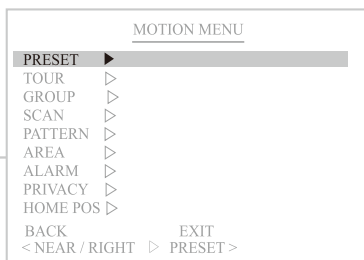 MOTION MENU
PRESET ▶
TOUR ▷
GROUP ▷
SCAN ▷
PATTERN ▷
AREA ▷
ALARM ▷
PRIVACY ▷
HOME POS ▷
BACK EXIT
< NEAR / RIGHT ▷ PRESET >